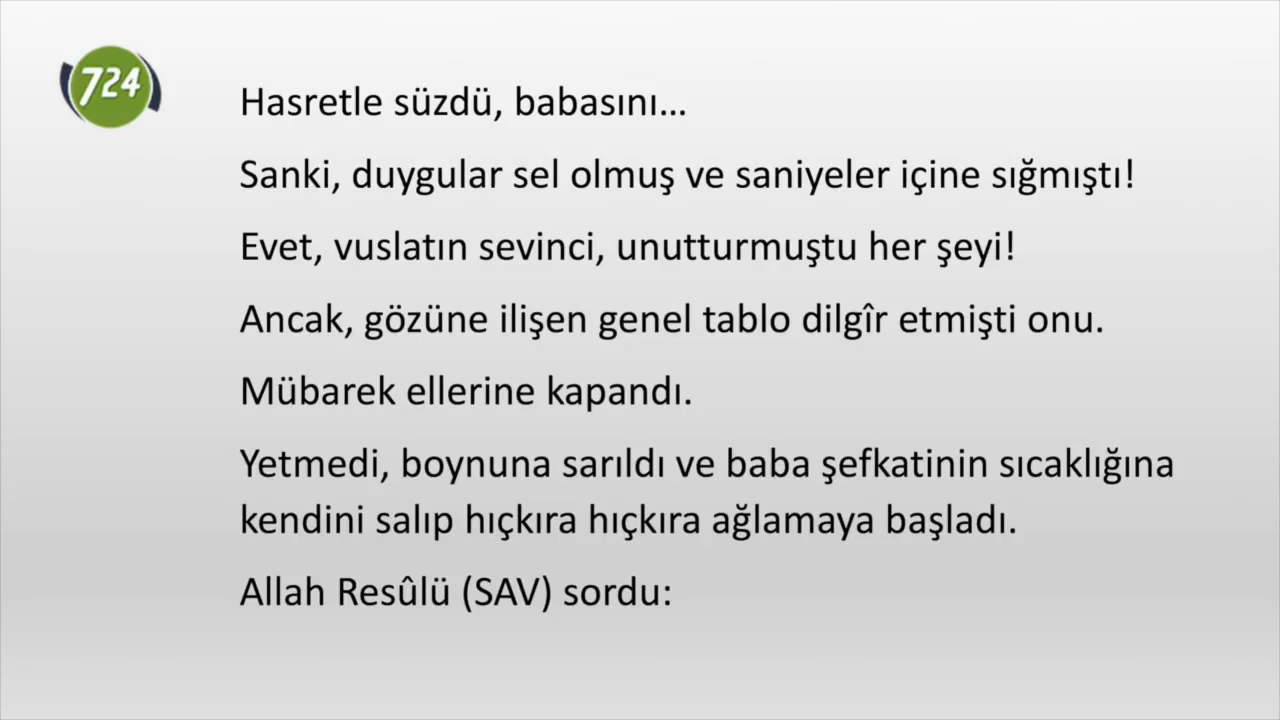 724
Hasretle süzdü, babasını…
Sanki, duygular sel olmuş ve saniyeler içine sığmıştı!
Evet, vuslatın sevinci, unutturmuştu her şeyi!
Ancak, gözüne ilişen genel tablo dilgîr etmişti onu.
Mübarek ellerine kapandı.
Yetmedi, boynuna sarıldı ve baba şefkatinin sıcaklığına
kendini salıp hıçkıra hıçkıra ağlamaya başladı.
Allah Resûlü (SAV) sordu: